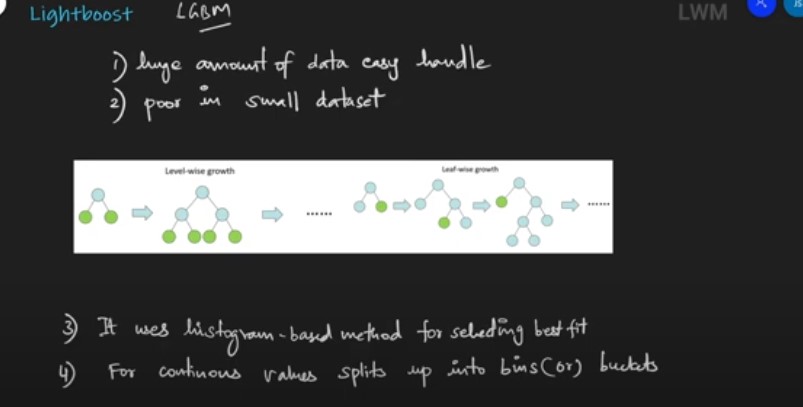 Lightboost LGBM
LWM
JS
1) huge amount of data easy handle
2) poor in small dataset
Level-wise growth
Leaf-wise growth
......
......
3) It uses histogram-based method for selecting best fit
4) For continous values splits up into bins (or) buckets